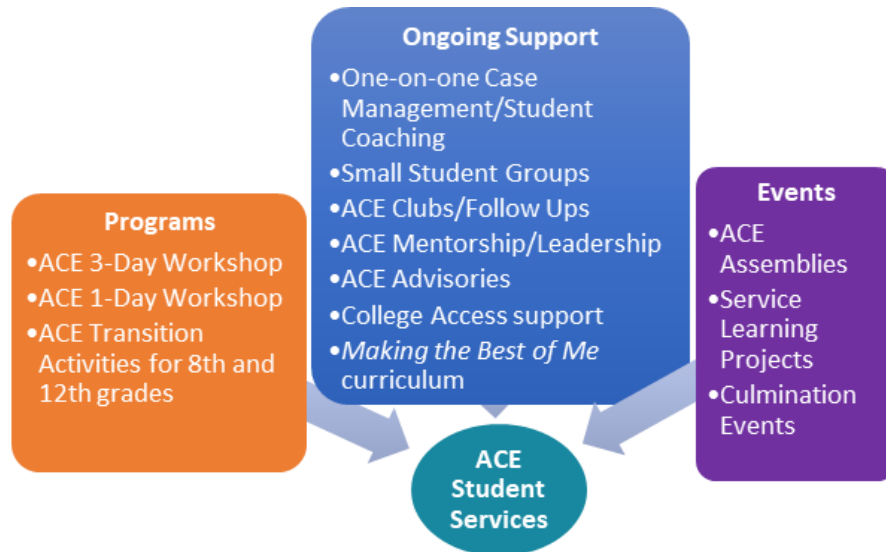 Programs
•ACE 3-Day Workshop
•ACE 1-Day Workshop
•ACE Transition
Activities for 8th and
12th grades
Ongoing Support
•One-on-one Case
Management/Student
Coaching
•Small Student Groups
•ACE Clubs/Follow Ups
•ACE Mentorship/Leadership
•ACE Advisories
•College Access support
•Making the Best of Me
curriculum
Events
•ACE
Assemblies
•Service
Learning
Projects
•Culmination
Events
ACE
Student
Services